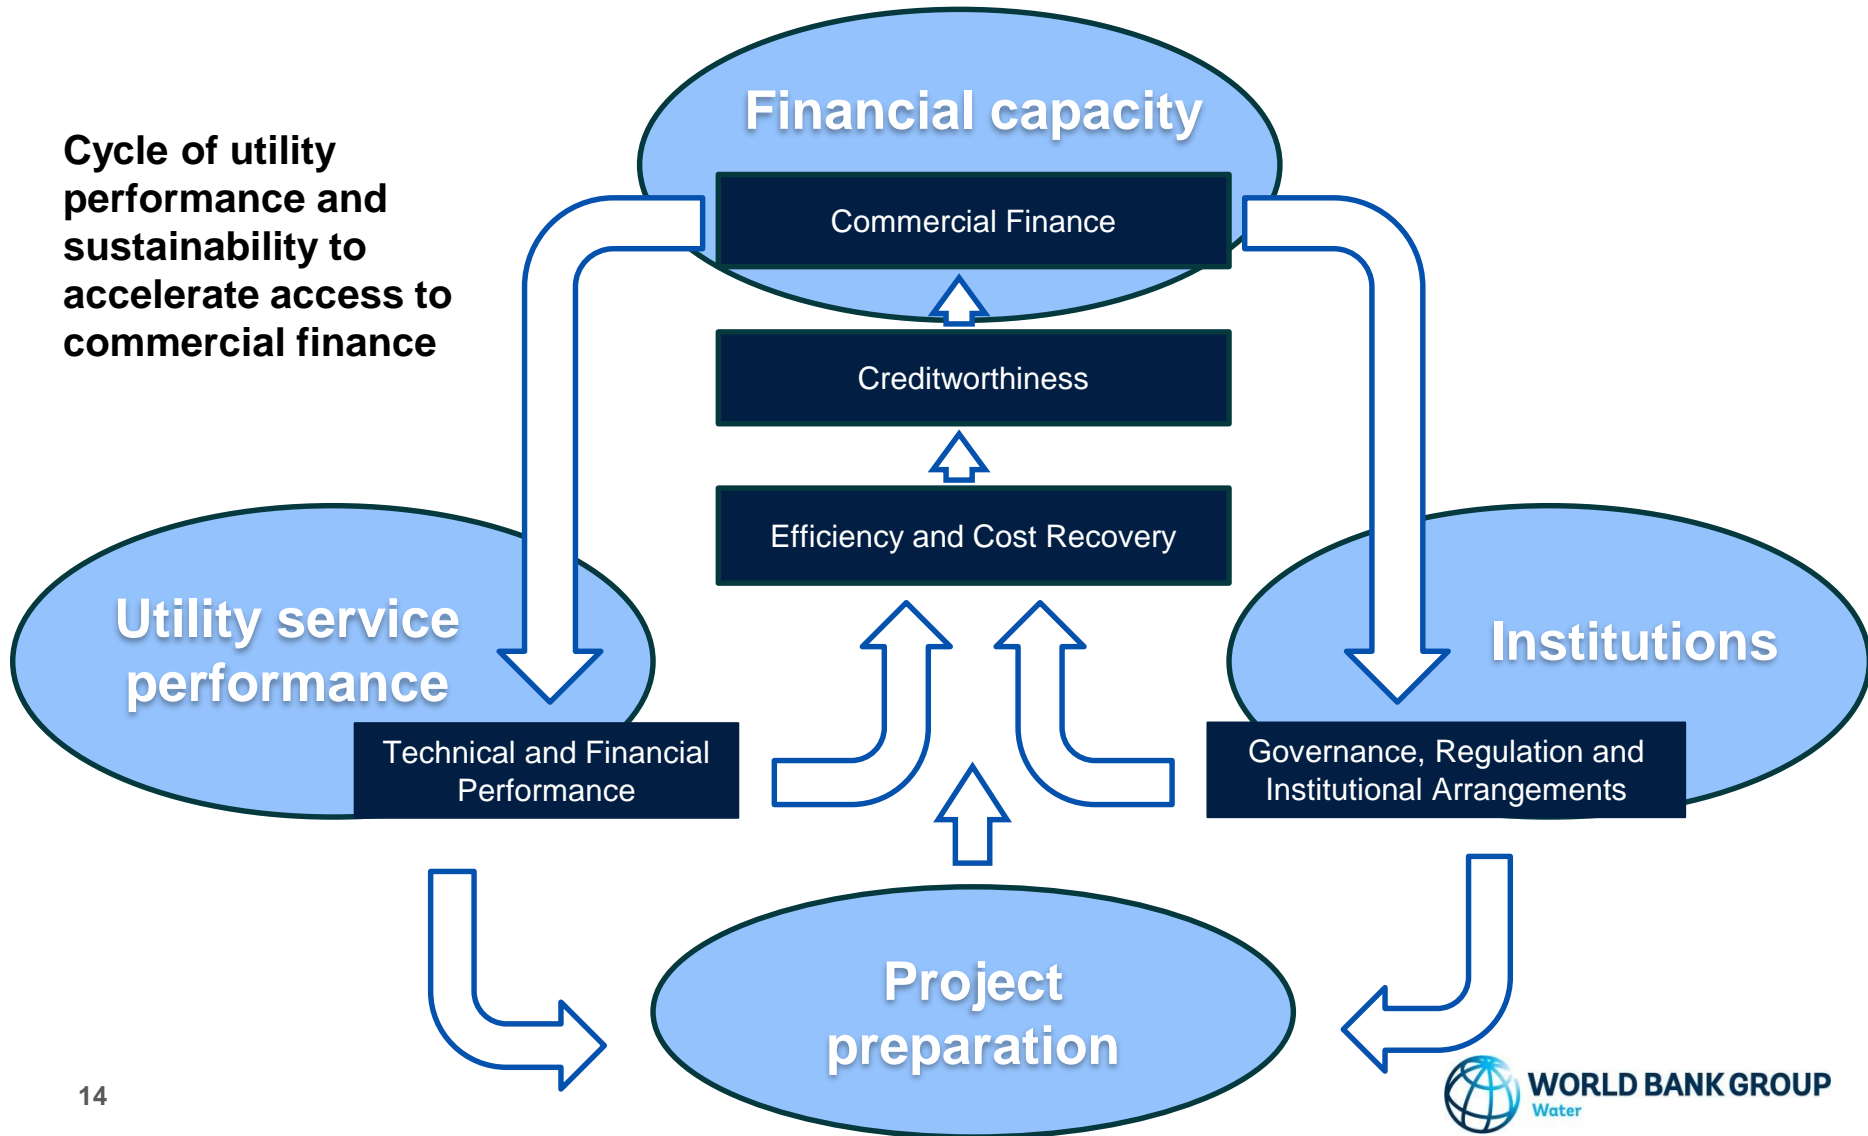 Cycle of utility
performance and
sustainability to
accelerate access to
commercial finance
Financial capacity
Commercial Finance
Creditworthiness
Efficiency and Cost Recovery
Utility service
performance
Technical and Financial
Performance
Institutions
Governance, Regulation and
Institutional Arrangements
Project
preparation
14
WORLD BANK GROUP
Water